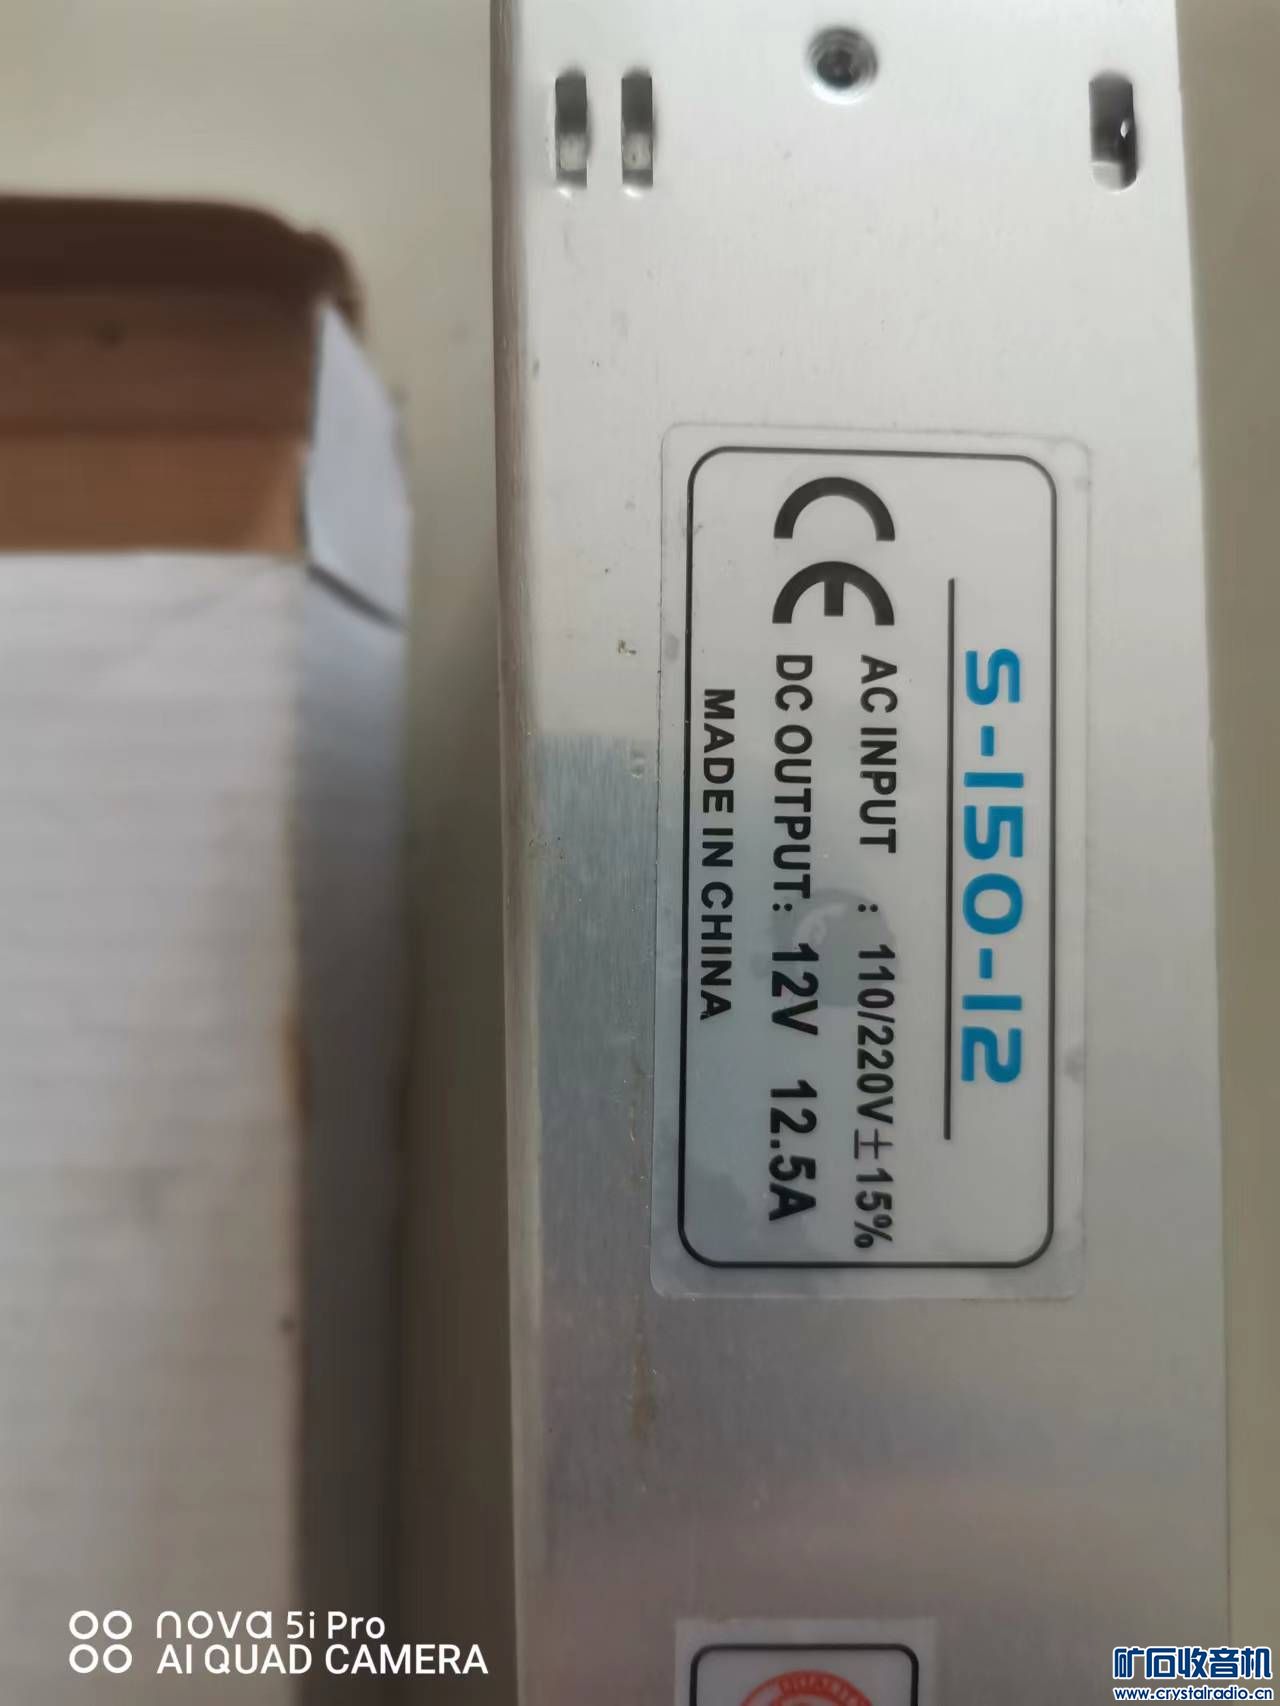 S-150-12
CE
AC INPUT : 110/220V±15%
DC OUTPUT: 12V 12.5A
MADE IN CHINA
nova 5i Pro
AI QUAD CAMERA
矿石收音机
www.crystalradio.cn